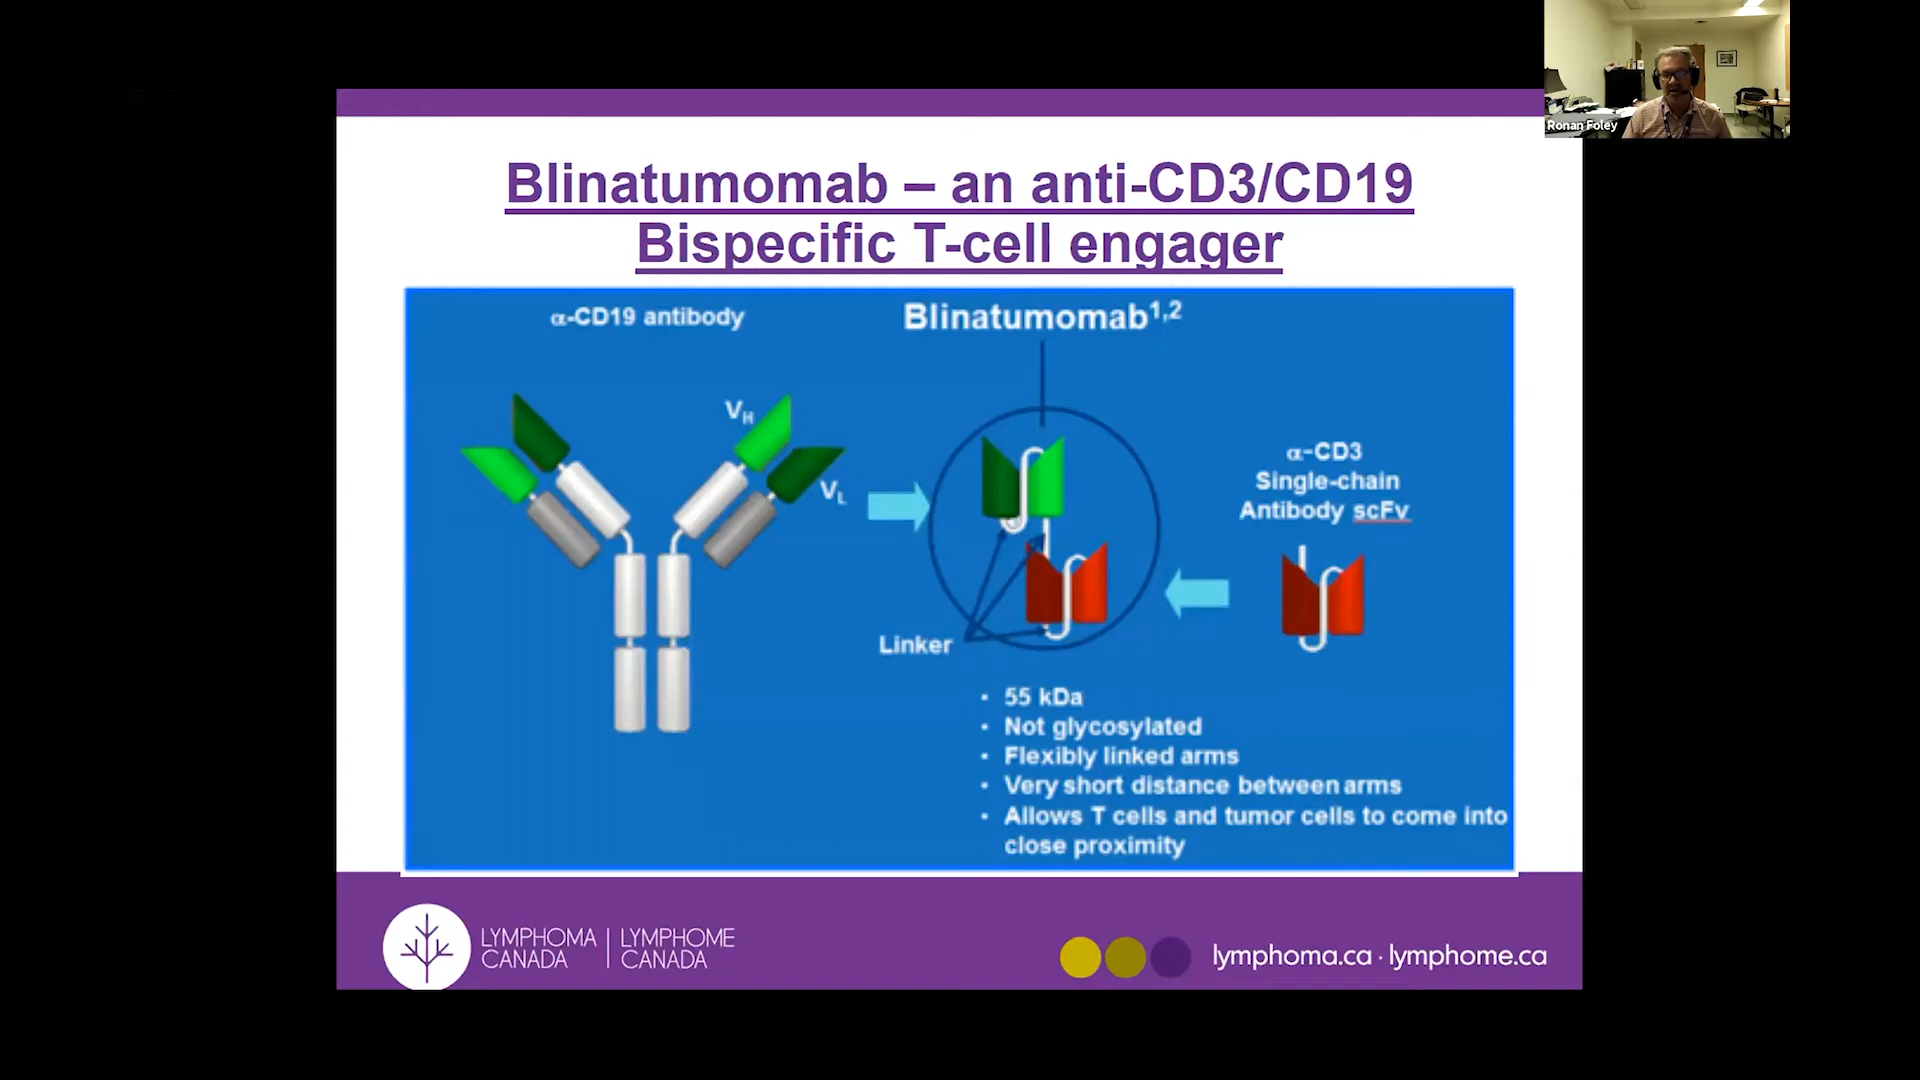 Ronan Foley
Blinatumomab – an anti-CD3/CD19
Bispecific T-cell engager
α-CD19 antibody
Blinatumomab1,2
VH
VL
α-CD3
Single-chain
Antibody scFv
Linker
• 55 kDa
• Not glycosylated
• Flexibly linked arms
• Very short distance between arms
• Allows T cells and tumor cells to come into
close proximity
LYMPHOMA | LYMPHOME
CANADA | CANADA
lymphoma.ca · lymphome.ca